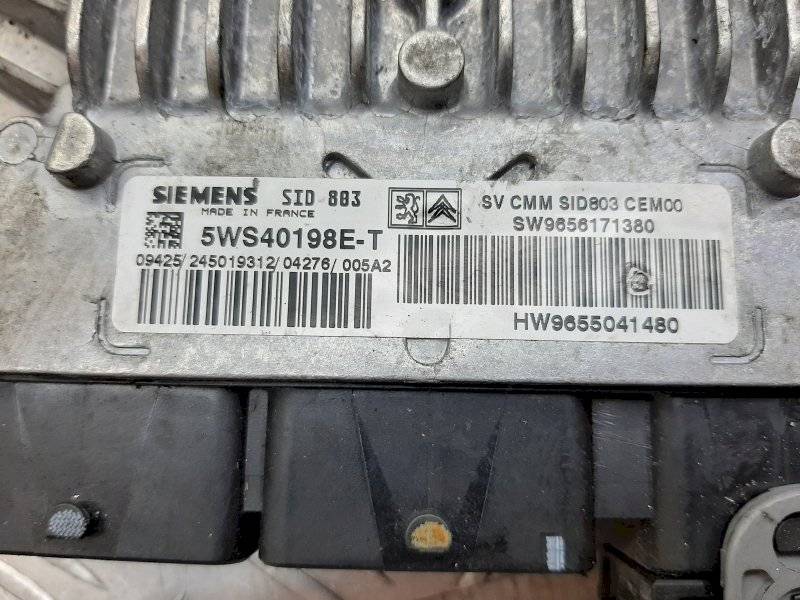 SIEMENS SID 803
MADE IN FRANCE
5WS40198E-T
09425/245019312/04276/005A2
SV CMM SID803 CEM00
SW9656171380
HW9655041480